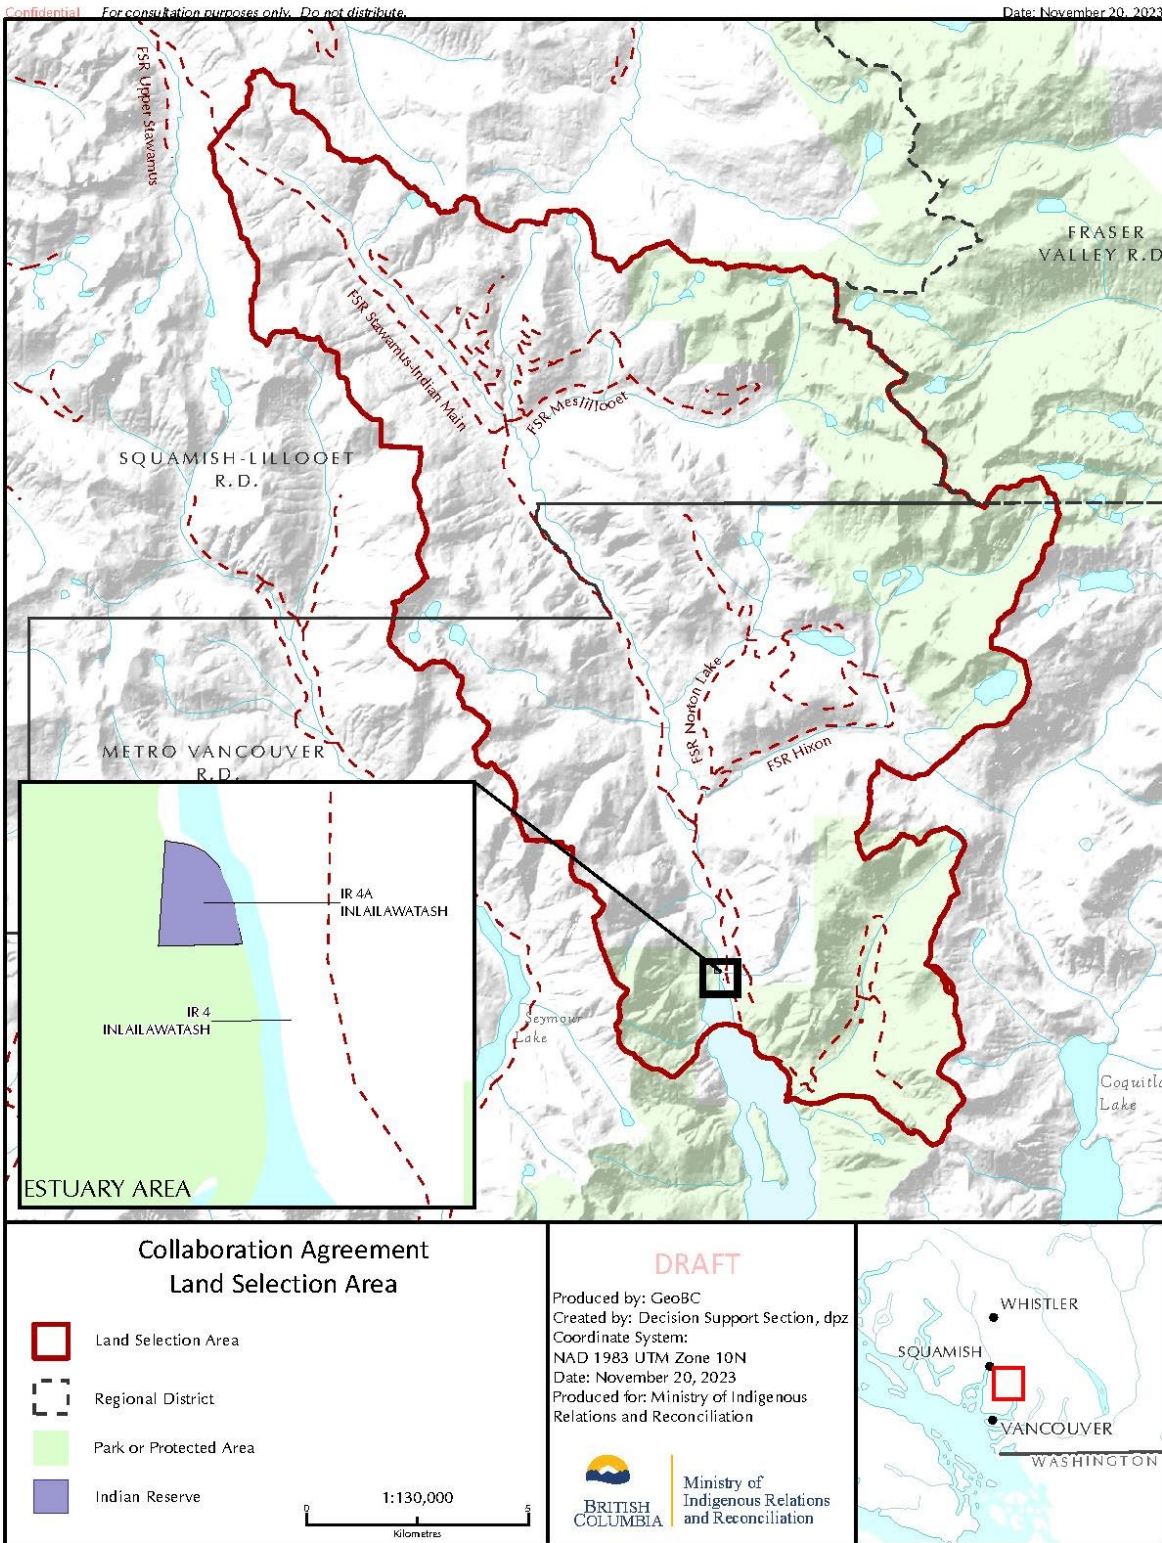 Confidential For consultation purposes only. Do not distribute. Date: November 20, 2023
FSR Upper Stawamus
FRASER
VALLEY R.D
FSR Stawamus-Indian Main
FSR Meslillooet
SQUAMISH-LILLOOET
R.D.
FSR Norton Lake
FSR Hixon
METRO VANCOUVER
R.D.
IR 4A
INLAILAWATASH
IR 4
INLAILAWATASH
ESTUARY AREA
Seymour
Lake
Coquitla
Lake
Collaboration Agreement
Land Selection Area
Land Selection Area
Regional District
Park or Protected Area
Indian Reserve
1:130,000
0 5
Kilometres
DRAFT
Produced by: GeoBC
Created by: Decision Support Section, dpz
Coordinate System:
NAD 1983 UTM Zone 10N
Date: November 20, 2023
Produced for: Ministry of Indigenous
Relations and Reconciliation
BRITISH
COLUMBIA
Ministry of
Indigenous Relations
and Reconciliation
WHISTLER
SQUAMISH
VANCOUVER
WASHINGTON